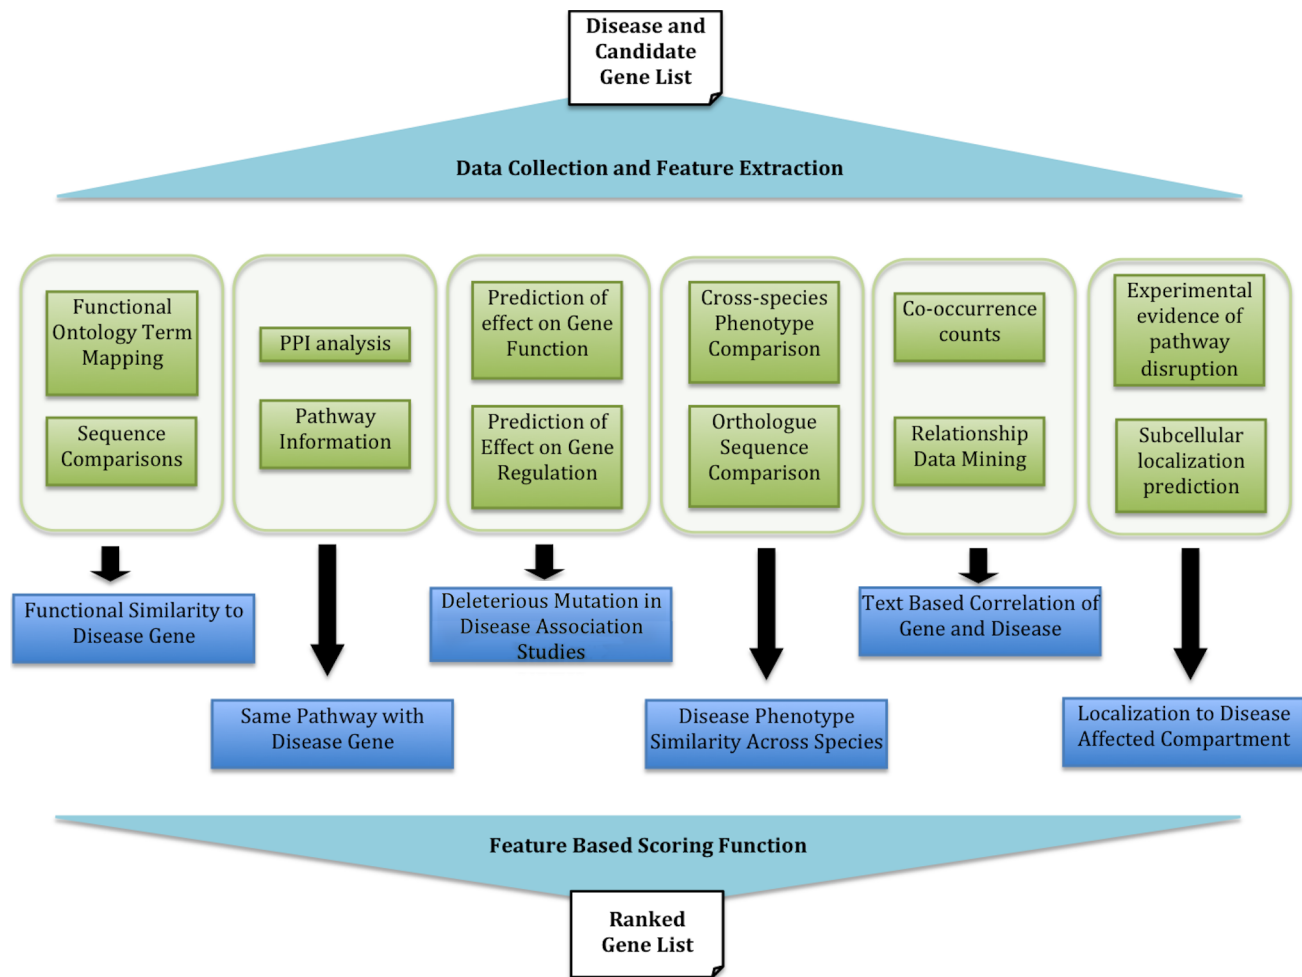 Disease and
Candidate
Gene List
Data Collection and Feature Extraction
Functional
Ontology Term
Mapping
Sequence
Comparisons
PPI analysis
Pathway
Information
Prediction of
effect on Gene
Function
Prediction of
Effect on Gene
Regulation
Cross-species
Phenotype
Comparison
Orthologue
Sequence
Comparison
Co-occurrence
counts
Relationship
Data Mining
Experimental
evidence of
pathway
disruption
Subcellular
localization
prediction
Functional Similarity to
Disease Gene
Same Pathway with
Disease Gene
Deleterious Mutation in
Disease Association
Studies
Disease Phenotype
Similarity Across Species
Text Based Correlation of
Gene and Disease
Localization to Disease
Affected Compartment
Feature Based Scoring Function
Ranked
Gene List